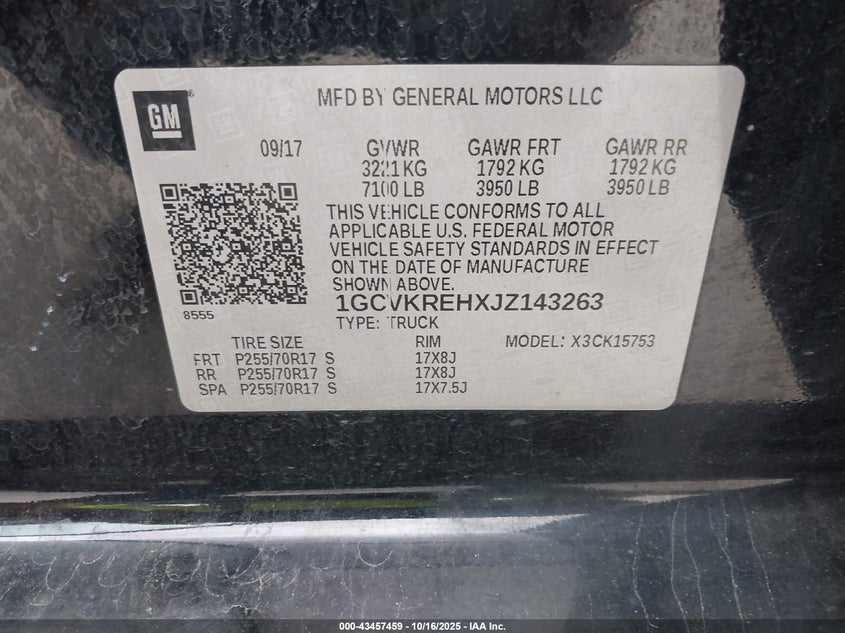 GM
MFD BY GENERAL MOTORS LLC
09/17 GVWR GAWR FRT GAWR RR
3221 KG 1792 KG 1792 KG
7100 LB 3950 LB 3950 LB
THIS VEHICLE CONFORMS TO ALL
APPLICABLE U.S. FEDERAL MOTOR
VEHICLE SAFETY STANDARDS IN EFFECT
ON THE DATE OF MANUFACTURE
SHOWN ABOVE.
8555
1GCVKREHXJZ143263
TYPE: TRUCK
TIRE SIZE RIM MODEL: X3CK15753
FRT P255/70R17 S 17X8J
RR P255/70R17 S 17X8J
SPA P255/70R17 S 17X7.5J
000-43457459 - 10/16/2025 - IAA Inc.